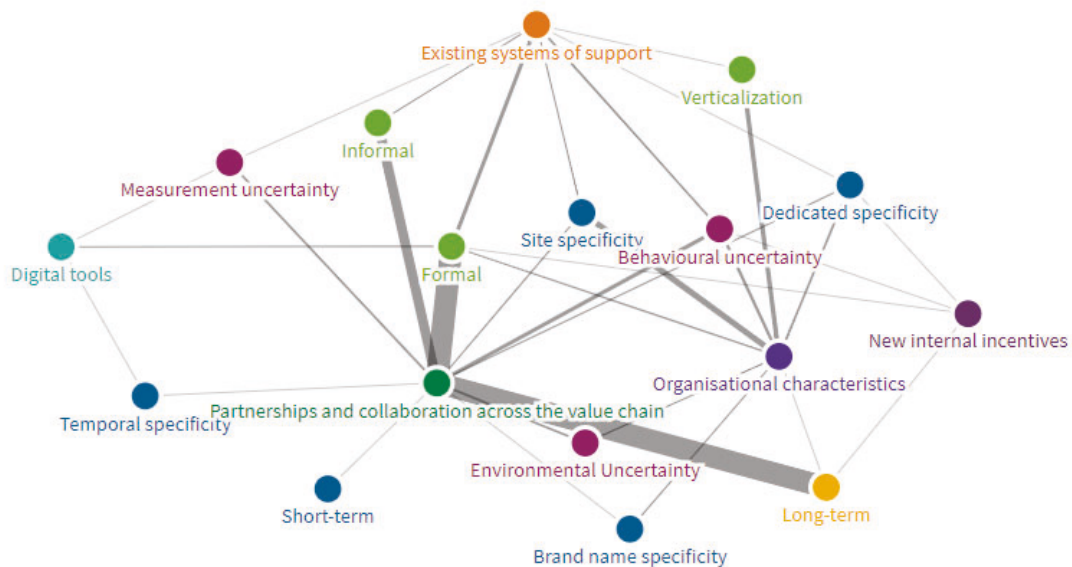 Existing systems of support
Verticalization
Informal
Measurement uncertainty
Dedicated specificity
Site specificity
Behavioural uncertainty
Digital tools
Formal
New internal incentives
Organisational characteristics
Partnerships and collaboration across the value chain
Temporal specificity
Environmental Uncertainty
Short-term
Long-term
Brand name specificity